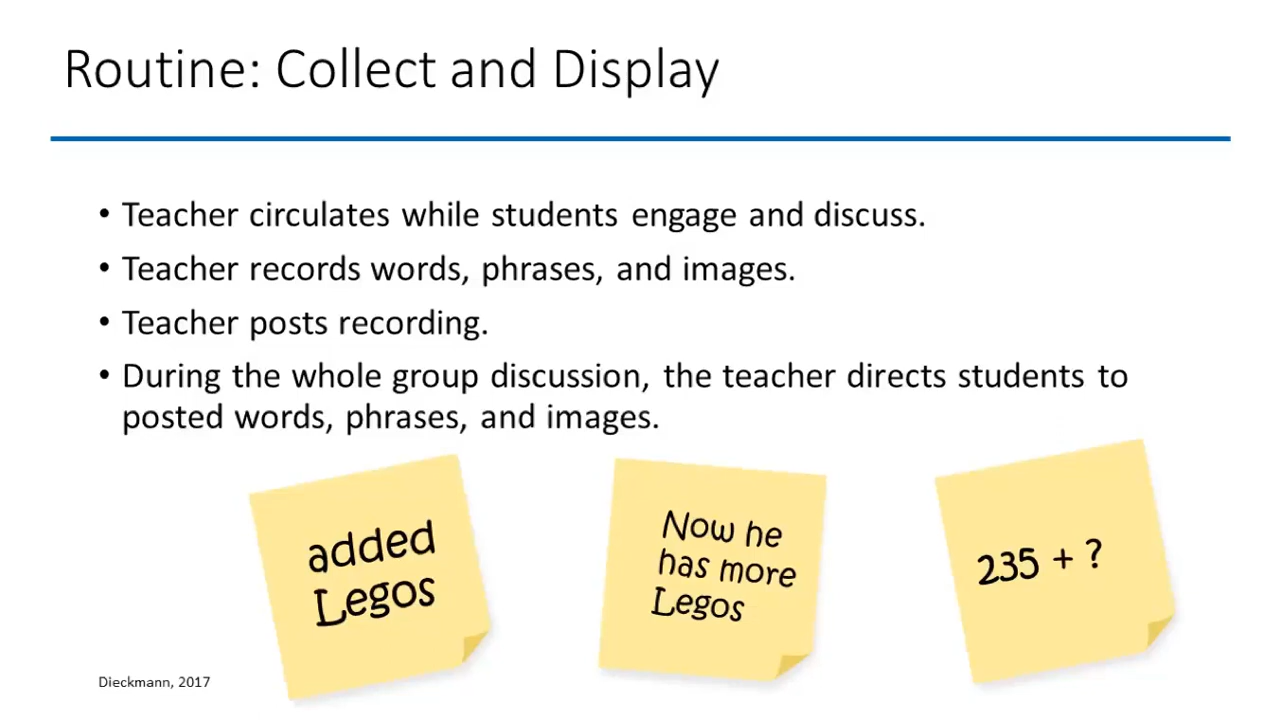 Routine: Collect and Display
• Teacher circulates while students engage and discuss.
• Teacher records words, phrases, and images.
• Teacher posts recording.
• During the whole group discussion, the teacher directs students to
posted words, phrases, and images.
added
Legos
Now he
has more
Legos
235 + ?
Dieckmann, 2017